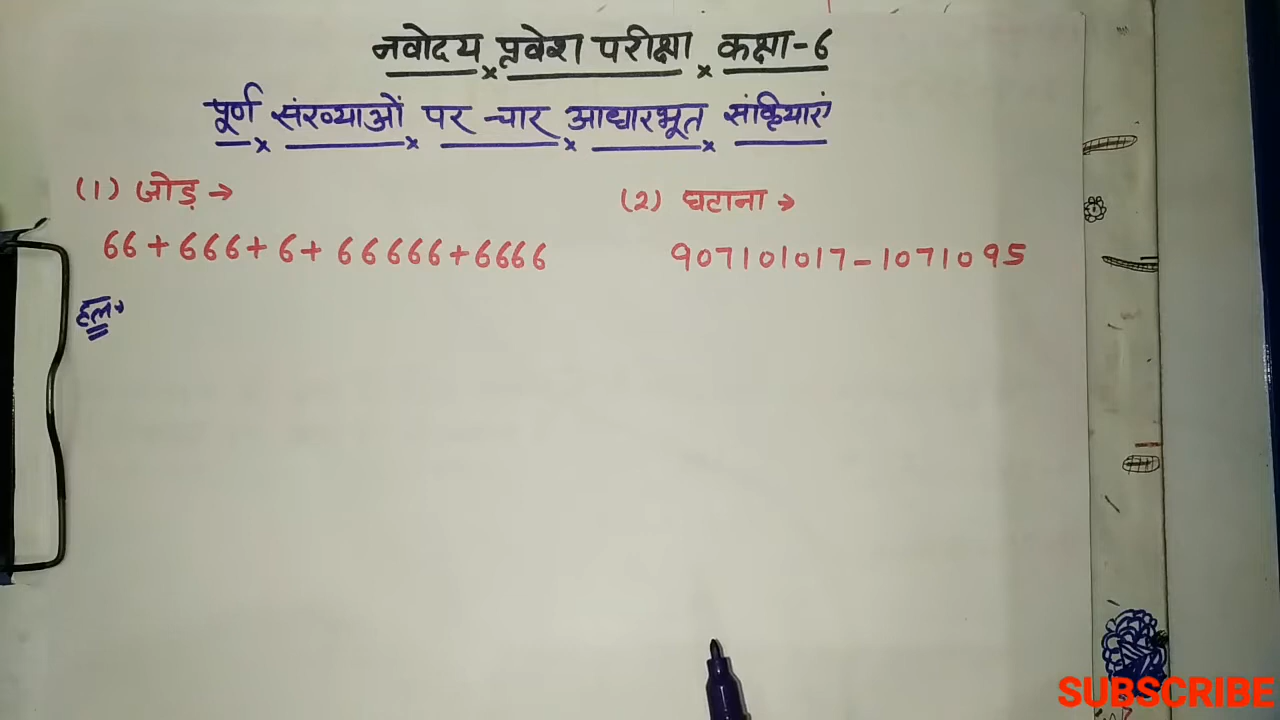 नवोदय प्रवेश परीक्षा कक्षा-6
पूर्ण संख्याओं पर चार आधारभूत संक्रियाएं
(1) जोड़ →
66 + 666 + 6 + 66666 + 6666
हल→
(2) घटाना →
907101017 - 1071095
SUBSCRIBE